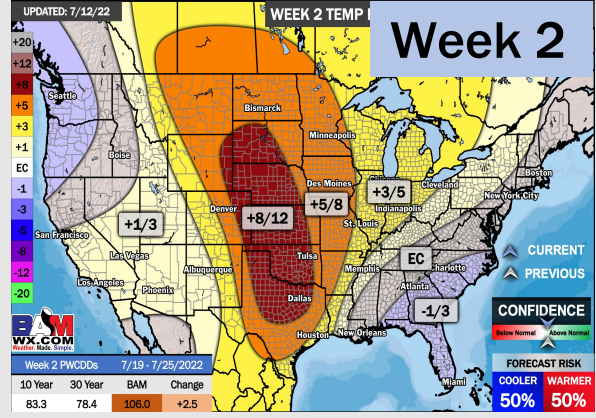 UPDATED: 7/12/22
WEEK 2 TEMP
Week 2
+20
+12
+8
+5
+3
+1
EC
-1
-3
-5
-8
-12
-20
Seattle
Boise
Bismarck
Minneapolis
Boston
Cleveland
New York City
Des Moines
+3/5
+5/8
Denver
+8/12
Indianapolis
St. Louis
+1/3
San Francisco
Las Vegas
Albuquerque
Tulsa
Memphis
EC
Charlotte
Los Angeles
Phoenix
Dallas
Atlanta
-1/3
Houston
New Orleans
Miami
CURRENT
PREVIOUS
CONFIDENCE
Below Normal
Above Normal
BAM
WX.COM
Weather. Made. Simple.
Week 2 PWCDDs
7/19 - 7/25/2022
10 Year
30 Year
BAM
Change
83.3
78.4
106.0
+2.5
FORECAST RISK
COOLER
50%
WARMER
50%